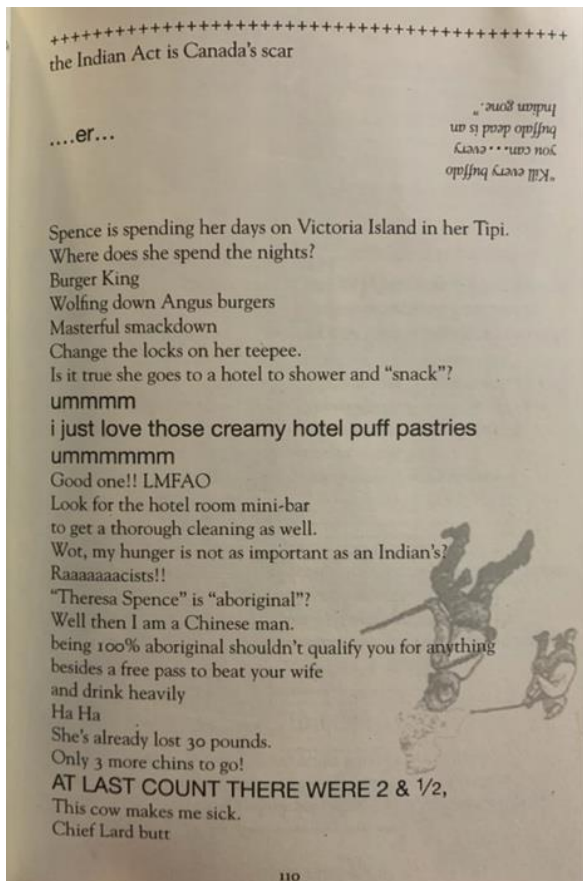 +++++++++++++++++++++++++++++++++++++++++
the Indian Act is Canada's scar
....er...
"Kill every buffalo
you can....every
buffalo dead is an
Indian gone."
Spence is spending her days on Victoria Island in her Tipi.
Where does she spend the nights?
Burger King
Wolfing down Angus burgers
Masterful smackdown
Change the locks on her teepee.
Is it true she goes to a hotel to shower and “snack”?
ummmm
i just love those creamy hotel puff pastries
ummmmmm
Good one!! LMFAO
Look for the hotel room mini-bar
to get a thorough cleaning as well.
Wot, my hunger is not as important as an Indian's?
Raaaaaaacists!!
“Theresa Spence” is “aboriginal”?
Well then I am a Chinese man.
being 100% aboriginal shouldn't qualify you for anything
besides a free pass to beat your wife
and drink heavily
Ha Ha
She's already lost 30 pounds.
Only 3 more chins to go!
AT LAST COUNT THERE WERE 2 & 1/2,
This cow makes me sick.
Chief Lard butt
110